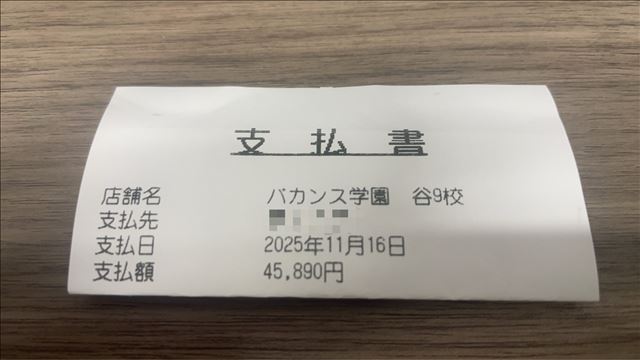 支払書
店舗名 バカンス学園 谷9校
支払先
支払日 2025年11月16日
支払額 45,890円